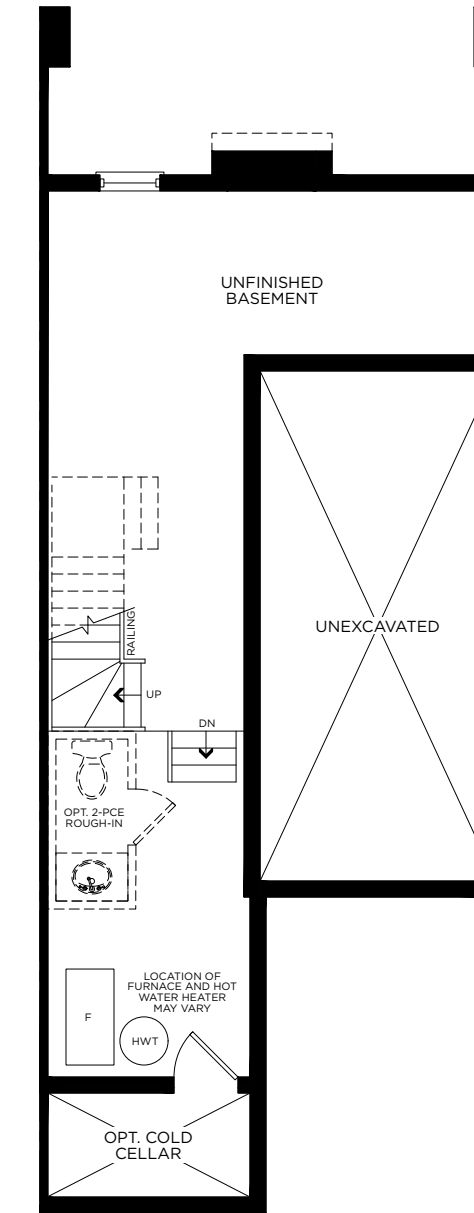 UNFINISHED
BASEMENT
UNEXCAVATED
RAILING
UP
DN
OPT. 2-PCE
ROUGH-IN
LOCATION OF
FURNACE AND HOT
WATER HEATER
MAY VARY
F
HWT
OPT. COLD
CELLAR